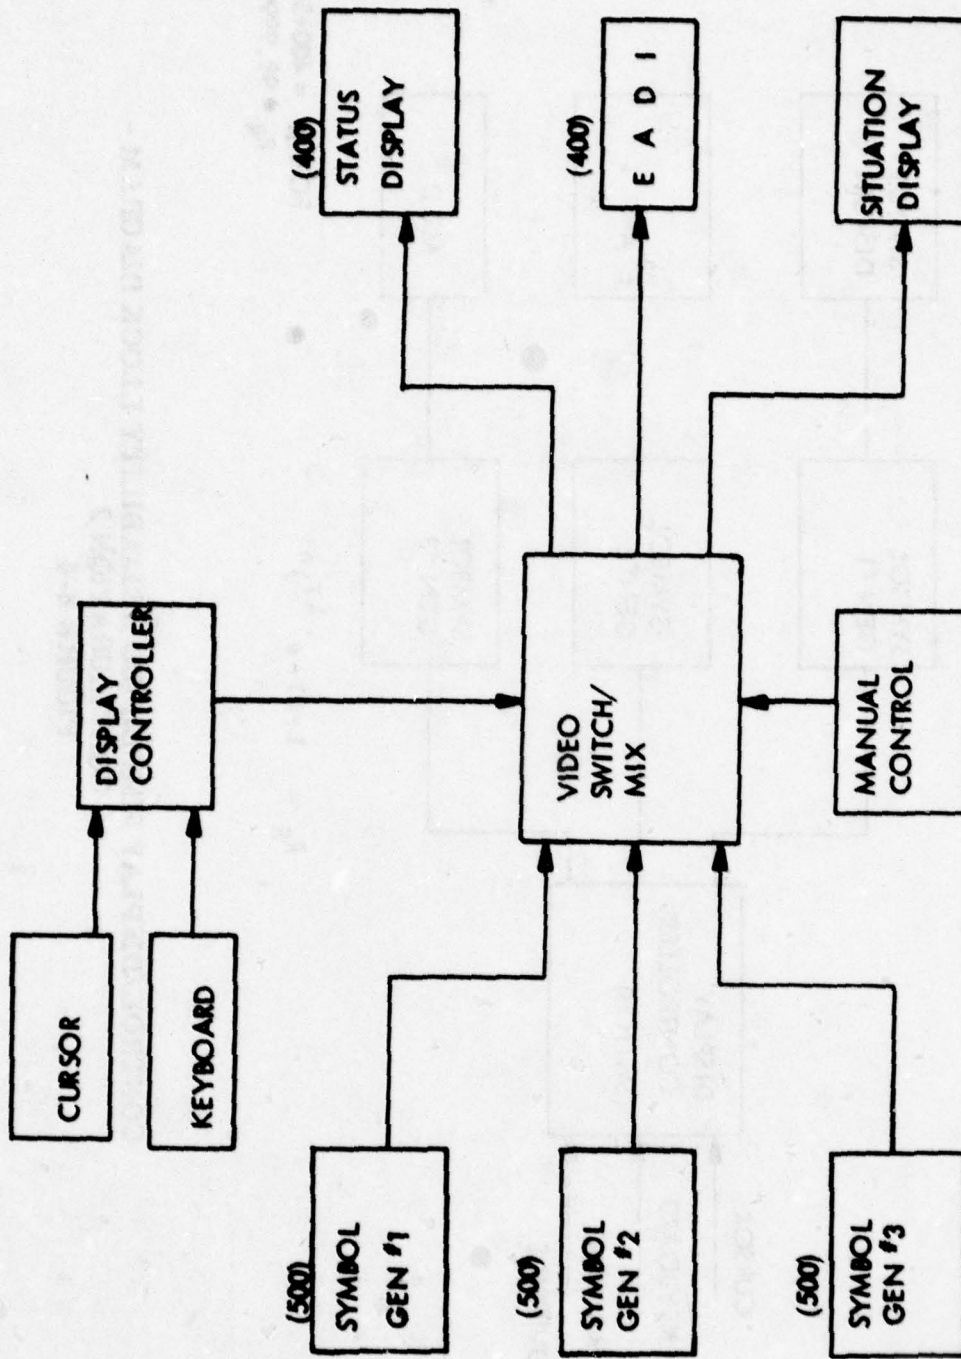 CURSOR
KEYBOARD
DISPLAY
CONTROLLER
(500)
SYMBOL
GEN #1
(500)
SYMBOL
GEN #2
(500)
SYMBOL
GEN #3
VIDEO
SWITCH/
MIX
MANUAL
CONTROL
(400)
STATUS
DISPLAY
(400)
E A D I
SITUATION
DISPLAY